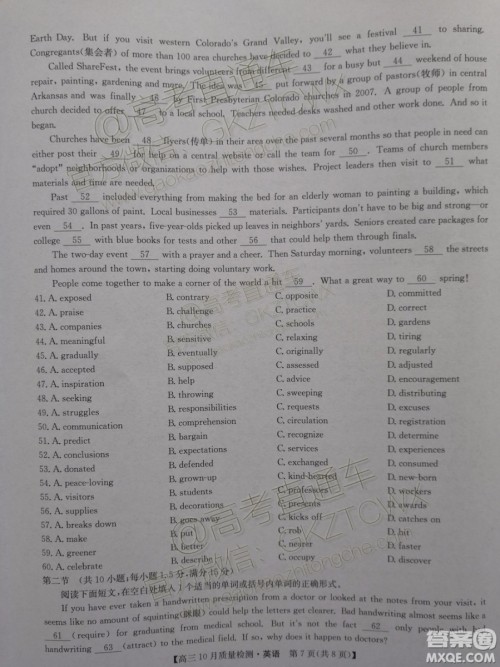 Earth Day. But if you visit western Colorado's Grand Valley, you'll see a festival 41 to sharing.
Congregants(集会者) of more than 100 area churches have decided to 42 what they believe in.
Called ShareFest, the event brings volunteers from different 43 for a busy but 44 weekend of house
repair, painting, gardening and more. The idea was 45 put forward by a group of pastors(牧师) in central
Arkansas and was finally 46 by First Presbyterian Colorado churches in 2007. A group of people from
church decided to offer 47 to a local school. Teachers needed desks washed and other work done. And so it
began.
Churches have been 48 flyers(传单) in their area over the past several months so that people in need can
either post their 49 for help on a central website or call to ask for 50 . Teams of church members
"adopt" neighborhoods or organizations to help with those wishes. Project leaders then visit to 51 what
materials and time are needed.
Past 52 included everything from making the bed for an elderly woman to painting a building, which
required 30 gallons of paint. Local businesses 53 materials. Participants don't have to be big and strong—or
even 54 . In past years, five-year-olds picked up leaves in neighborhood yards. Seniors created care packages for
college 55 with blue books for tests and other 56 that could help them through finals.
The two-day event 57 with a prayer and a cheer. Then Saturday morning, volunteers 58 the streets
and homes around the town, starting doing voluntary work.
People come together to make a corner of the world a bit 59 . What a great way to 60 spring!
41. A. exposed B. contrary C. opposite D. committed
42. A. praise B. challenge C. practice D. correct
43. A. companies B. churches C. schools D. gardens
44. A. meaningful B. sensitive C. relaxing D. tiring
45. A. gradually B. eventually C. originally D. regularly
46. A. accepted B. supposed C. assessed D. adjusted
47. A. inspiration B. help C. advice D. encouragement
48. A. seeking B. throwing C. sweeping D. distributing
49. A. struggles B. responsibilities C. requests D. excuses
50. A. communication B. comprehension C. circulation D. registration
51. A. predict B. bargain C. recognize D. determine
52. A. conclusions B. expectations C. services D. experiments
53. A. donated B. defended C. exchanged D. discovered
54. A. peace-loving B. grown-up C. kind-hearted D. new-born
55. A. visitors B. students C. professors D. workers
56. A. supplies B. decorations D. awards
57. A. breaks down B. goes away C. kicks off D. catches on
58. A. make B. put C. rob D. hit
59. A. greener B. better C. rarer D. farther
60. A. celebrate B. describe C. occupy D. discover
第二节 (共10小题;每小题1.5分,满分15分)
阅读下面短文,在空白处填入1个适当的单词或括号内单词的正确形式。
If you have ever taken a handwritten prescription from a doctor or looked at the notes from your visit, it
seems like no amount of squinting(眯眼) could help the letters get clearer. Bad handwriting almost seems like a
61 (require) for graduating from medical school. But it's not the fact 62 only people with bad handwriting
63 (attract) to the medical field. If so, why does it happen to doctors?
高三10月质量检测·英语 第7页(共8页)